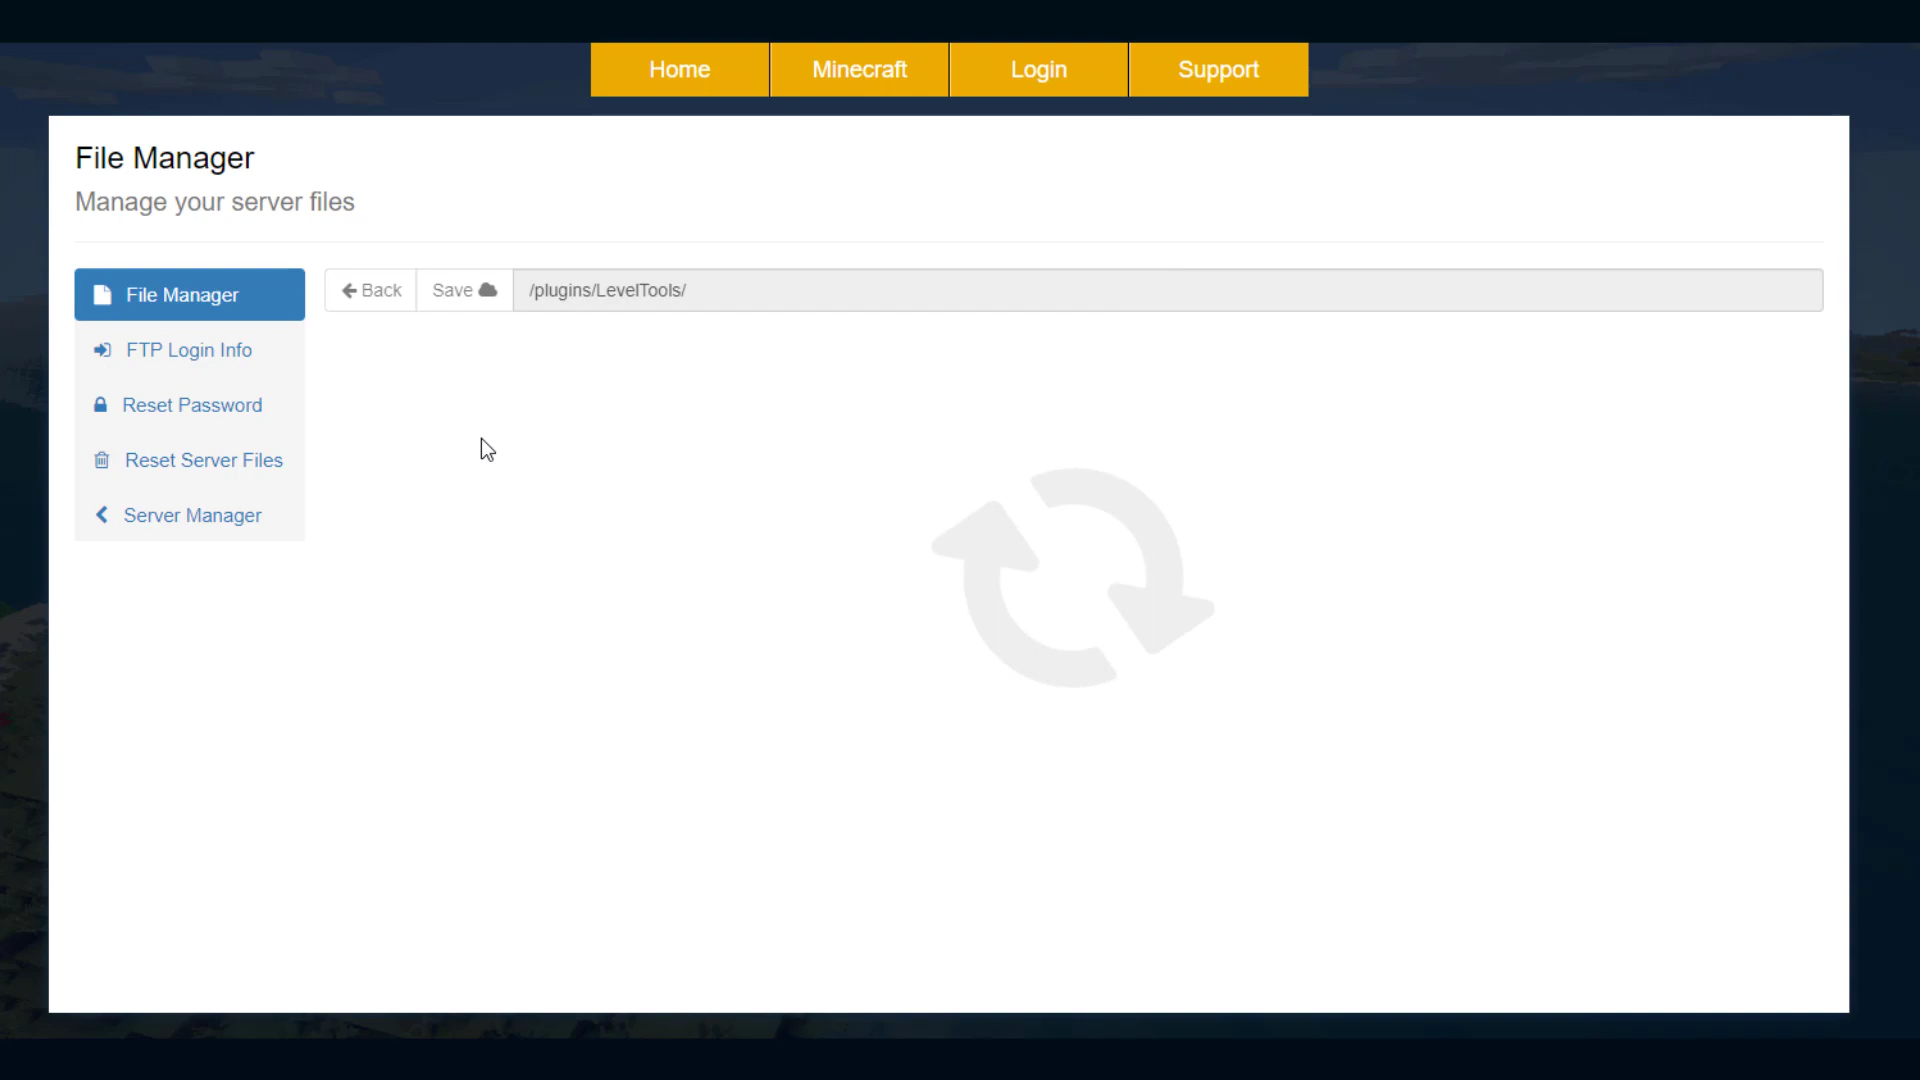 Home Minecraft Login Support
File Manager
Manage your server files
File Manager
Back Save /plugins/LevelTools/
FTP Login Info
Reset Password
Reset Server Files
Server Manager